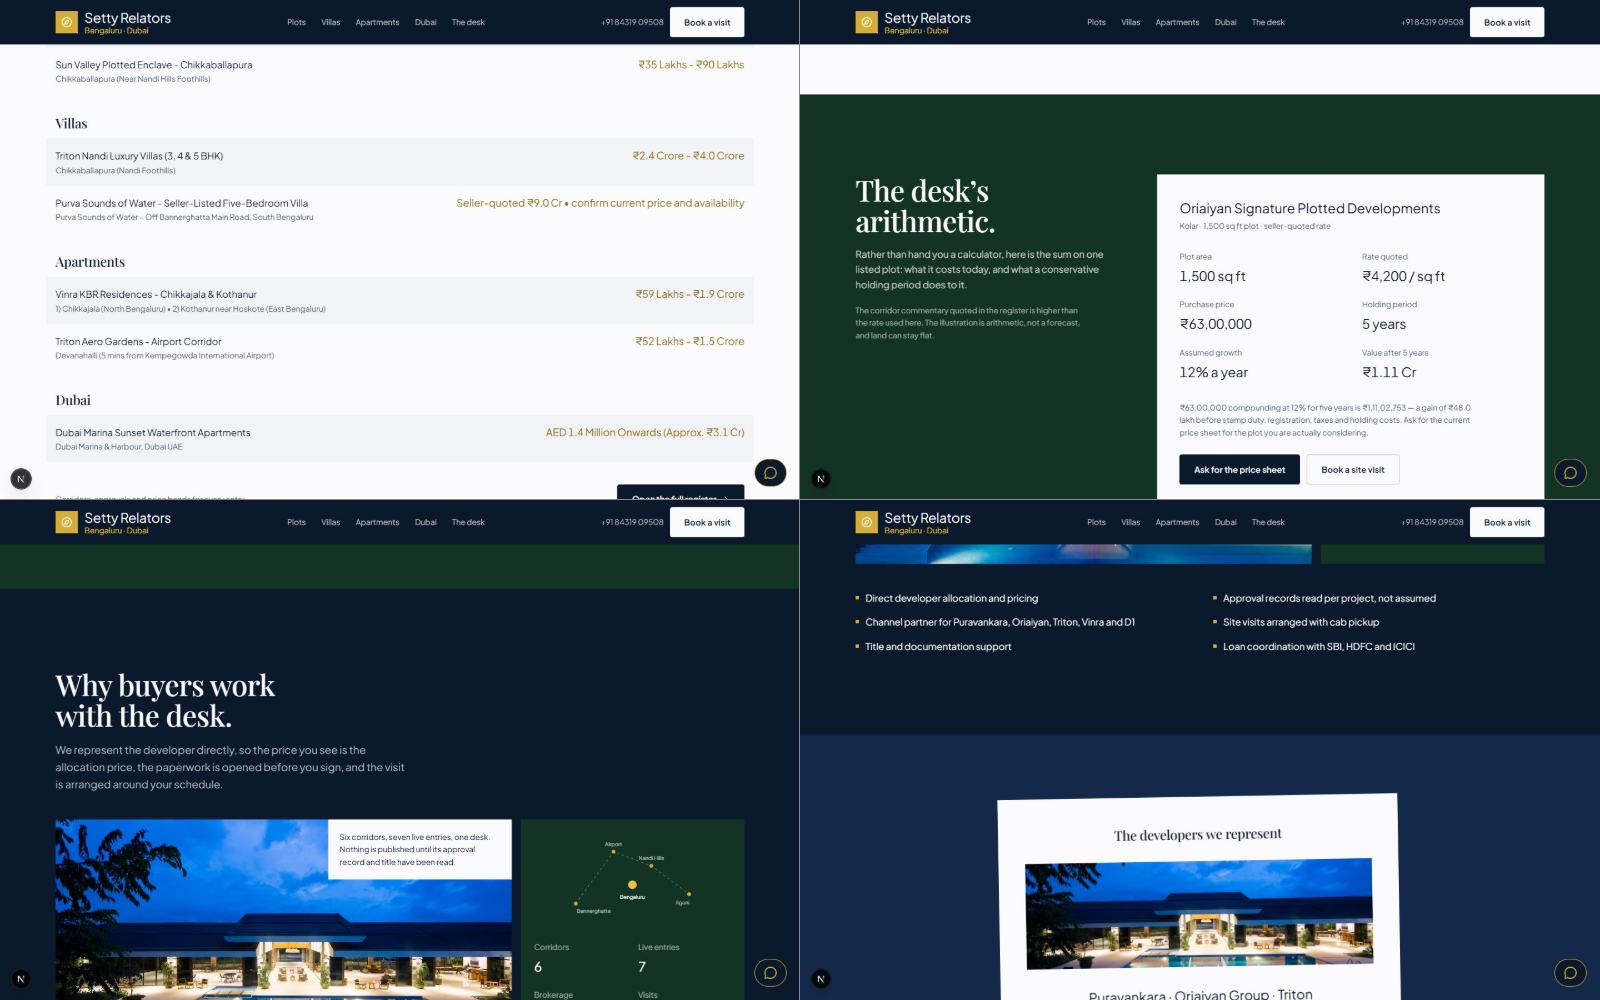 Setty Relators
Bengaluru · Dubai
Plots
Villas
Apartments
Dubai
The desk
+91 84319 09508
Book a visit
Sun Valley Plotted Enclave - Chikkaballapura
₹35 Lakhs - ₹90 Lakhs
Chikkaballapura (Near Nandi Hills Foothills)
Villas
Triton Nandi Luxury Villas (3, 4 & 5 BHK)
₹2.4 Crore - ₹4.0 Crore
Chikkaballapura (Nandi Foothills)
Purva Sounds of Water - Seller-Listed Five-Bedroom Villa
Seller-quoted ₹9.0 Cr • confirm current price and availability
Purva Sounds of Water - Off Bannerghatta Main Road, South Bengaluru
Apartments
Vinra KBR Residences - Chikkajala & Kothanur
₹59 Lakhs - ₹1.9 Crore
1) Chikkajala (North Bengaluru) • 2) Kothanur near Hoskote (East Bengaluru)
Triton Aero Gardens - Airport Corridor
₹52 Lakhs - ₹1.5 Crore
Devanahalli (5 mins from Kempegowda International Airport)
Dubai
Dubai Marina Sunset Waterfront Apartments
AED 1.4 Million Onwards (Approx. ₹3.1 Cr)
Dubai Marina & Harbour, Dubai UAE
Corridors, approvals and price bands for every entry
Open the full register →
N
Setty Relators
Bengaluru · Dubai
Plots
Villas
Apartments
Dubai
The desk
+91 84319 09508
Book a visit
The desk’s
arithmetic.
Rather than hand you a calculator, here is the sum on one
listed plot: what it costs today, and what a conservative
holding period does to it.
The corridor commentary quoted in the register is higher than
the rate used here. The illustration is arithmetic, not a forecast,
and land can stay flat.
Oriaiyan Signature Plotted Developments
Kolar · 1,500 sq ft plot · seller-quoted rate
Plot area
Rate quoted
1,500 sq ft
₹4,200 / sq ft
Purchase price
Holding period
₹63,00,000
5 years
Assumed growth
Value after 5 years
12% a year
₹1.11 Cr
₹63,00,000 compounding at 12% for five years is ₹1,11,02,753 — a gain of ₹48.0
lakh before stamp duty, registration, taxes and holding costs. Ask for the current
price sheet for the plot you are actually considering.
Ask for the price sheet
Book a site visit
N
Setty Relators
Bengaluru · Dubai
Plots
Villas
Apartments
Dubai
The desk
+91 84319 09508
Book a visit
Why buyers work
with the desk.
We represent the developer directly, so the price you see is the
allocation price, the paperwork is opened before you sign, and the visit
is arranged around your schedule.
Six corridors, seven live entries, one desk.
Nothing is published until its approval
record and title have been read.
Airport
Nandi Hills
Bengaluru
Sarjapur
Bannerghatta
Corridors
Live entries
6
7
Brokerage
Visits
N
Setty Relators
Bengaluru · Dubai
Plots
Villas
Apartments
Dubai
The desk
+91 84319 09508
Book a visit
Direct developer allocation and pricing
Approval records read per project, not assumed
Channel partner for Puravankara, Oriaiyan, Triton, Vinra and D1
Site visits arranged with cab pickup
Title and documentation support
Loan coordination with SBI, HDFC and ICICI
The developers we represent
Puravankara · Oriaiyan Group · Triton
N